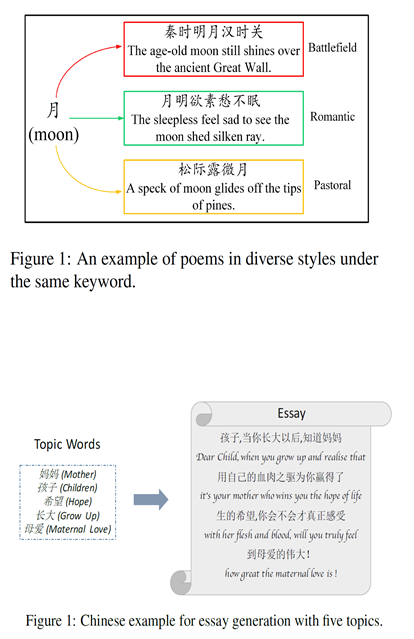 秦时明月汉时关
The age-old moon still shines over
the ancient Great Wall.
Battlefield
月
(moon)
月明欲素愁不眠
The sleepless feel sad to see the
moon shed silken ray.
Romantic
松际露微月
A speck of moon glides off the tips
of pines.
Pastoral
Figure 1: An example of poems in diverse styles under
the same keyword.
Topic Words
妈妈 (Mother)
孩子 (Children)
希望 (Hope)
长大 (Grow Up)
母爱 (Maternal Love)
Essay
孩子,当你长大以后,知道妈妈
Dear Child, when you grow up and realise that
用自己的血肉之驱为你赢得了
it's your mother who wins you the hope of life
生的希望,你会不会才真正感受
with her flesh and blood, will you truly feel
到母爱的伟大!
how great the maternal love is !
Figure 1: Chinese example for essay generation with five topics.